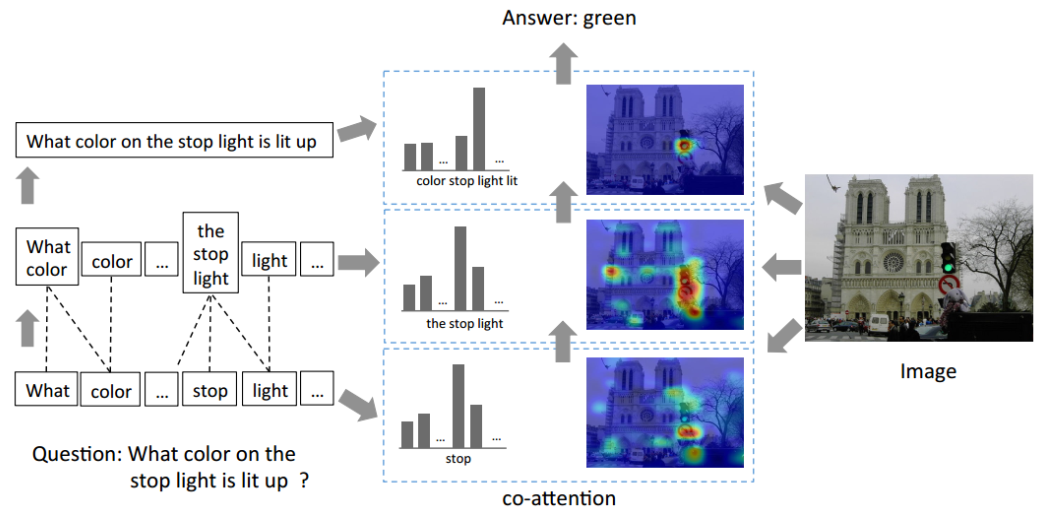 Answer: green
What color on the stop light is lit up
...
...
color stop light lit
What
color
color
...
the
stop
light
light
...
...
...
the stop light
What
color
...
stop
light
...
...
...
stop
Image
Question: What color on the
stop light is lit up ?
co-attention